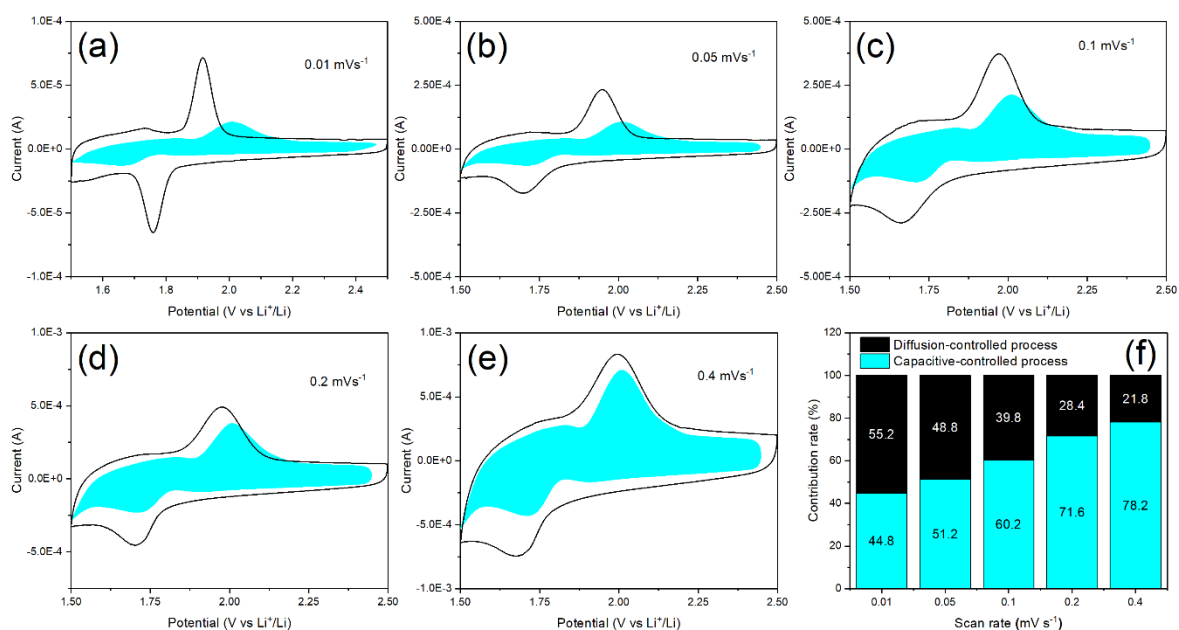 (a)
0.01 mVs⁻¹
1.0E-4
5.0E-5
0.00E+0
-5.0E-5
-1.0E-4
Current (A)
1.6
1.8
2.0
2.2
2.4
Potential (V vs Li⁺/Li)
(b)
0.05 mVs⁻¹
5.00E-4
2.50E-4
0.00E+0
-2.50E-4
-5.00E-4
Current (A)
1.50
1.75
2.00
2.25
2.50
Potential (V vs Li⁺/Li)
(c)
0.1 mVs⁻¹
5.00E-4
2.50E-4
0.00E+0
-2.50E-4
-5.00E-4
Current (A)
1.50
1.75
2.00
2.25
2.50
Potential (V vs Li⁺/Li)
(d)
0.2 mVs⁻¹
1.0E-3
5.0E-4
0.0E+0
-5.0E-4
Current (A)
1.50
1.75
2.00
2.25
2.50
Potential (V vs Li⁺/Li)
(e)
0.4 mVs⁻¹
1.0E-3
5.0E-4
0.0E+0
-5.0E-4
-1.0E-3
Current (A)
1.50
1.75
2.00
2.25
2.50
Potential (V vs Li⁺/Li)
(f)
Diffusion-controlled process
Capacitive-controlled process
120
100
80
60
40
20
0
Contribution rate (%)
55.2
48.8
39.8
28.4
21.8
44.8
51.2
60.2
71.6
78.2
0.01
0.05
0.1
0.2
0.4
Scan rate (mV s⁻¹)